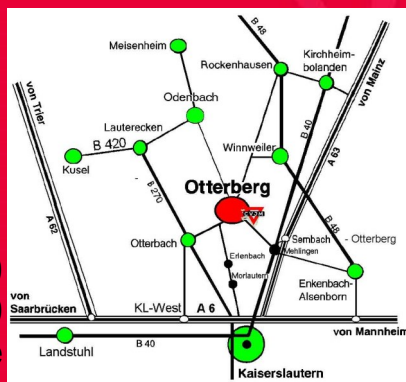 B 48
Meisenheim
Kirchheim-
bolanden
Rockenhausen
von Mainz
von Trier
Odenbach
Lauterecken
B 420
Kusel
B 40
A 63
Winnweiler
Otterberg
CVJM
B 270
A 62
B 48
- Otterberg
Sembach
Mehlingen
Otterbach
Erlenbach
Morlautern
Enkenbach-
Alsenborn
von
Saarbrücken
KL-West
A 6
von Mannheim
Landstuhl
B 40
Kaiserslautern